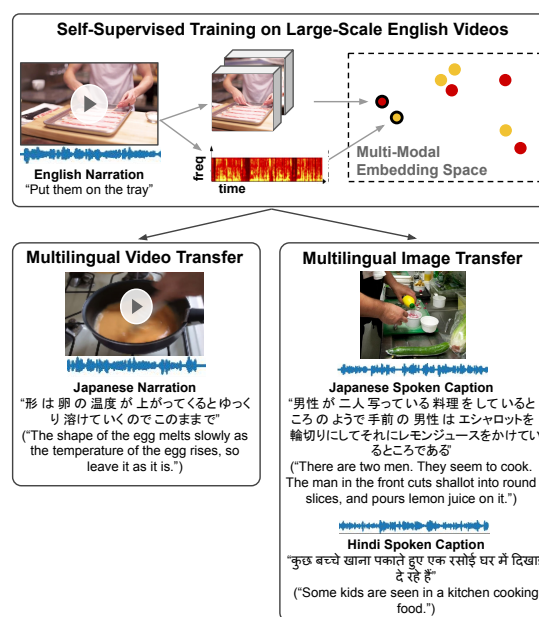 Self-Supervised Training on Large-Scale English Videos
English Narration
“Put them on the tray”
freq
time
Multi-Modal
Embedding Space
Multilingual Video Transfer
Japanese Narration
“形 は 卵 の 温度 が 上がってくるとゆっく
り 溶けていくのでこのままで”
(“The shape of the egg melts slowly as
the temperature of the egg rises, so
leave it as it is.”)
Multilingual Image Transfer
Japanese Spoken Caption
“男性 が 二人 写っている 料理 を している と
ころ の ようで 手前 の 男性 は エシャロットを
輪切りにしてそれにレモンジュースをかけてい
るところである”
(“There are two men. They seem to cook.
The man in the front cuts shallot into round
slices, and pours lemon juice on it.”)
Hindi Spoken Caption
“कुछ बच्चे खाना पकाते हुए एक रसोई घर में दिखाई
दे रहे हैं”
(“Some kids are seen in a kitchen cooking
food.”)